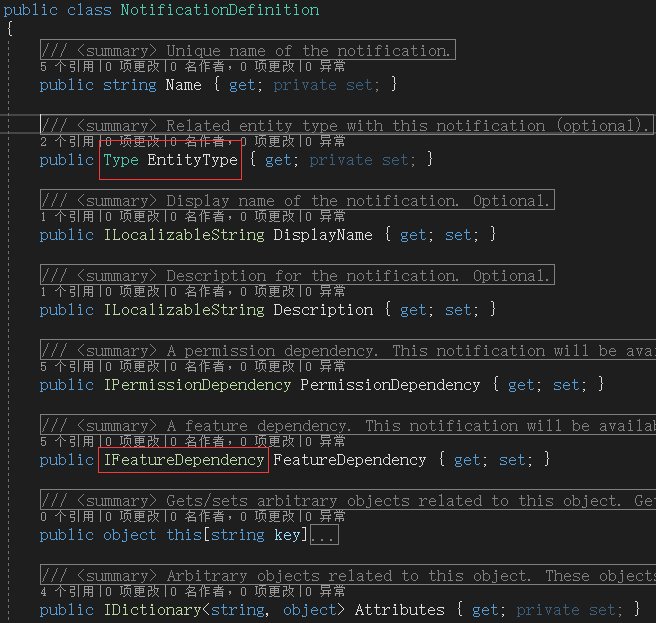 public class NotificationDefinition
{
/// <summary> Unique name of the notification.
5 个引用|0 项更改|0 名作者，0 项更改|0 异常
public string Name { get; private set; }
/// <summary> Related entity type with this notification (optional).
2 个引用|0 项更改|0 名作者，0 项更改|0 异常
public Type EntityType { get; private set; }
/// <summary> Display name of the notification. Optional.
1 个引用|0 项更改|0 名作者，0 项更改|0 异常
public ILocalizableString DisplayName { get; set; }
/// <summary> Description for the notification. Optional.
1 个引用|0 项更改|0 名作者，0 项更改|0 异常
public ILocalizableString Description { get; set; }
/// <summary> A permission dependency. This notification will be avai
5 个引用|0 项更改|0 名作者，0 项更改|0 异常
public IPermissionDependency PermissionDependency { get; set; }
/// <summary> A feature dependency. This notification will be availab
5 个引用|0 项更改|0 名作者，0 项更改|0 异常
public IFeatureDependency FeatureDependency { get; set; }
/// <summary> Gets/sets arbitrary objects related to this object. Get
0 个引用|0 项更改|0 名作者，0 项更改|0 异常
public object this[string key]...
/// <summary> Arbitrary objects related to this object. These objects
4 个引用|0 项更改|0 名作者，0 项更改|0 异常
public IDictionary<string, object> Attributes { get; private set; }